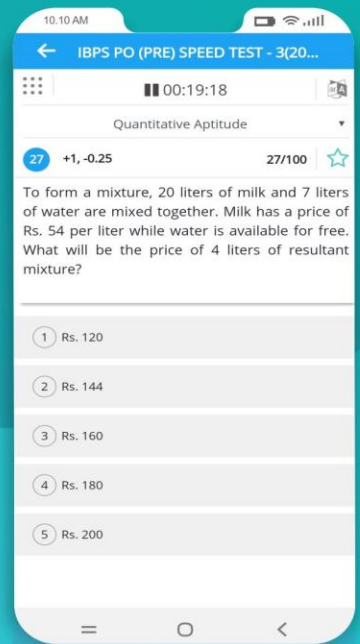 10.10 AM
IBPS PO (PRE) SPEED TEST - 3(20...
00:19:18
Quantitative Aptitude
27 +1, -0.25 27/100
To form a mixture, 20 liters of milk and 7 liters
of water are mixed together. Milk has a price of
Rs. 54 per liter while water is available for free.
What will be the price of 4 liters of resultant
mixture?
1 Rs. 120
2 Rs. 144
3 Rs. 160
4 Rs. 180
5 Rs. 200